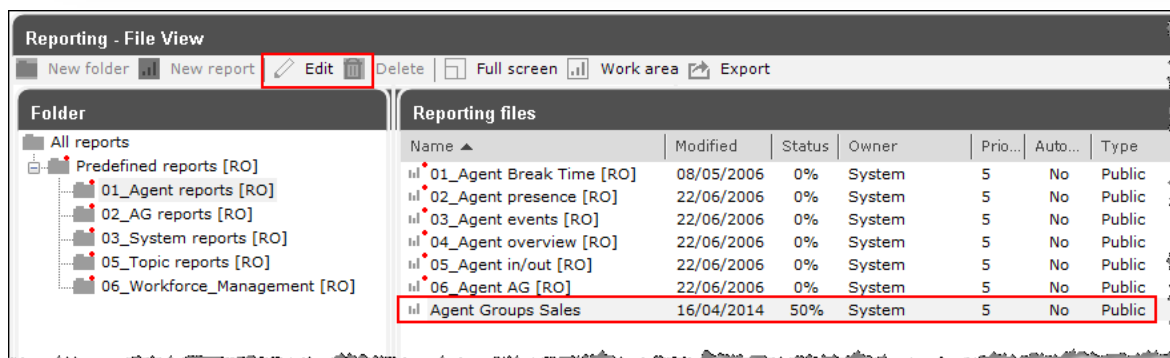 Reporting - File View
New folder New report Edit Delete Full screen Work area Export
Folder
All reports
Predefined reports [RO]
01_Agent reports [RO]
02_AG reports [RO]
03_System reports [RO]
05_Topic reports [RO]
06_Workforce_Management [RO]
Reporting files
Name Modified Status Owner Prio... Auto... Type
01_Agent Break Time [RO] 08/05/2006 0% System 5 No Public
02_Agent presence [RO] 22/06/2006 0% System 5 No Public
03_Agent events [RO] 22/06/2006 0% System 5 No Public
04_Agent overview [RO] 22/06/2006 0% System 5 No Public
05_Agent in/out [RO] 22/06/2006 0% System 5 No Public
06_Agent AG [RO] 22/06/2006 0% System 5 No Public
Agent Groups Sales 16/04/2014 50% System 5 No Public